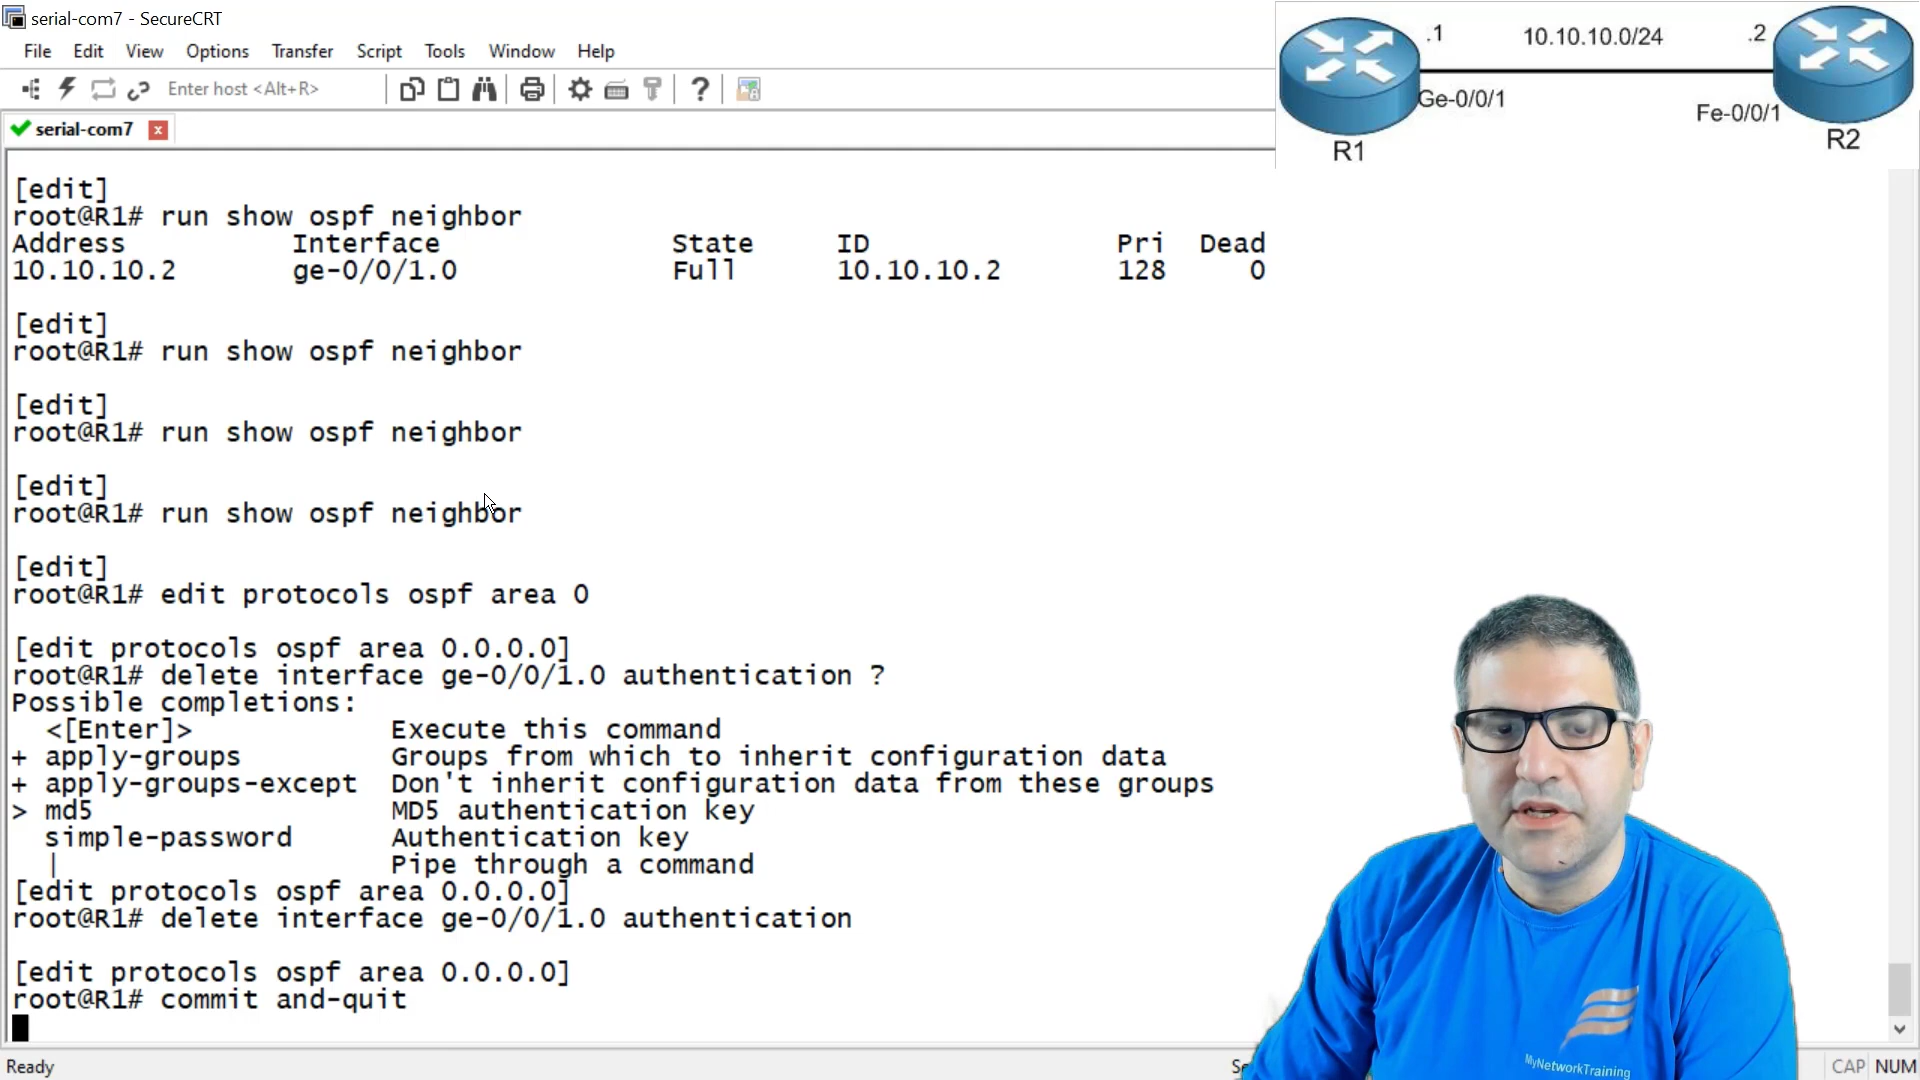 serial-com7 - SecureCRT
File Edit View Options Transfer Script Tools Window Help
Enter host <Alt+R>
serial-com7
.1 10.10.10.0/24 .2
Ge-0/0/1
Fe-0/0/1
R1
R2
[edit]
root@R1# run show ospf neighbor
Address Interface State ID Pri Dead
10.10.10.2 ge-0/0/1.0 Full 10.10.10.2 128 0
[edit]
root@R1# run show ospf neighbor
[edit]
root@R1# run show ospf neighbor
[edit]
root@R1# run show ospf neighbor
[edit]
root@R1# edit protocols ospf area 0
[edit protocols ospf area 0.0.0.0]
root@R1# delete interface ge-0/0/1.0 authentication ?
Possible completions:
<[Enter]> Execute this command
+ apply-groups Groups from which to inherit configuration data
+ apply-groups-except Don't inherit configuration data from these groups
> md5 MD5 authentication key
simple-password Authentication key
| Pipe through a command
[edit protocols ospf area 0.0.0.0]
root@R1# delete interface ge-0/0/1.0 authentication
[edit protocols ospf area 0.0.0.0]
root@R1# commit and-quit
MyNetworkTraining
Ready
CAP NUM